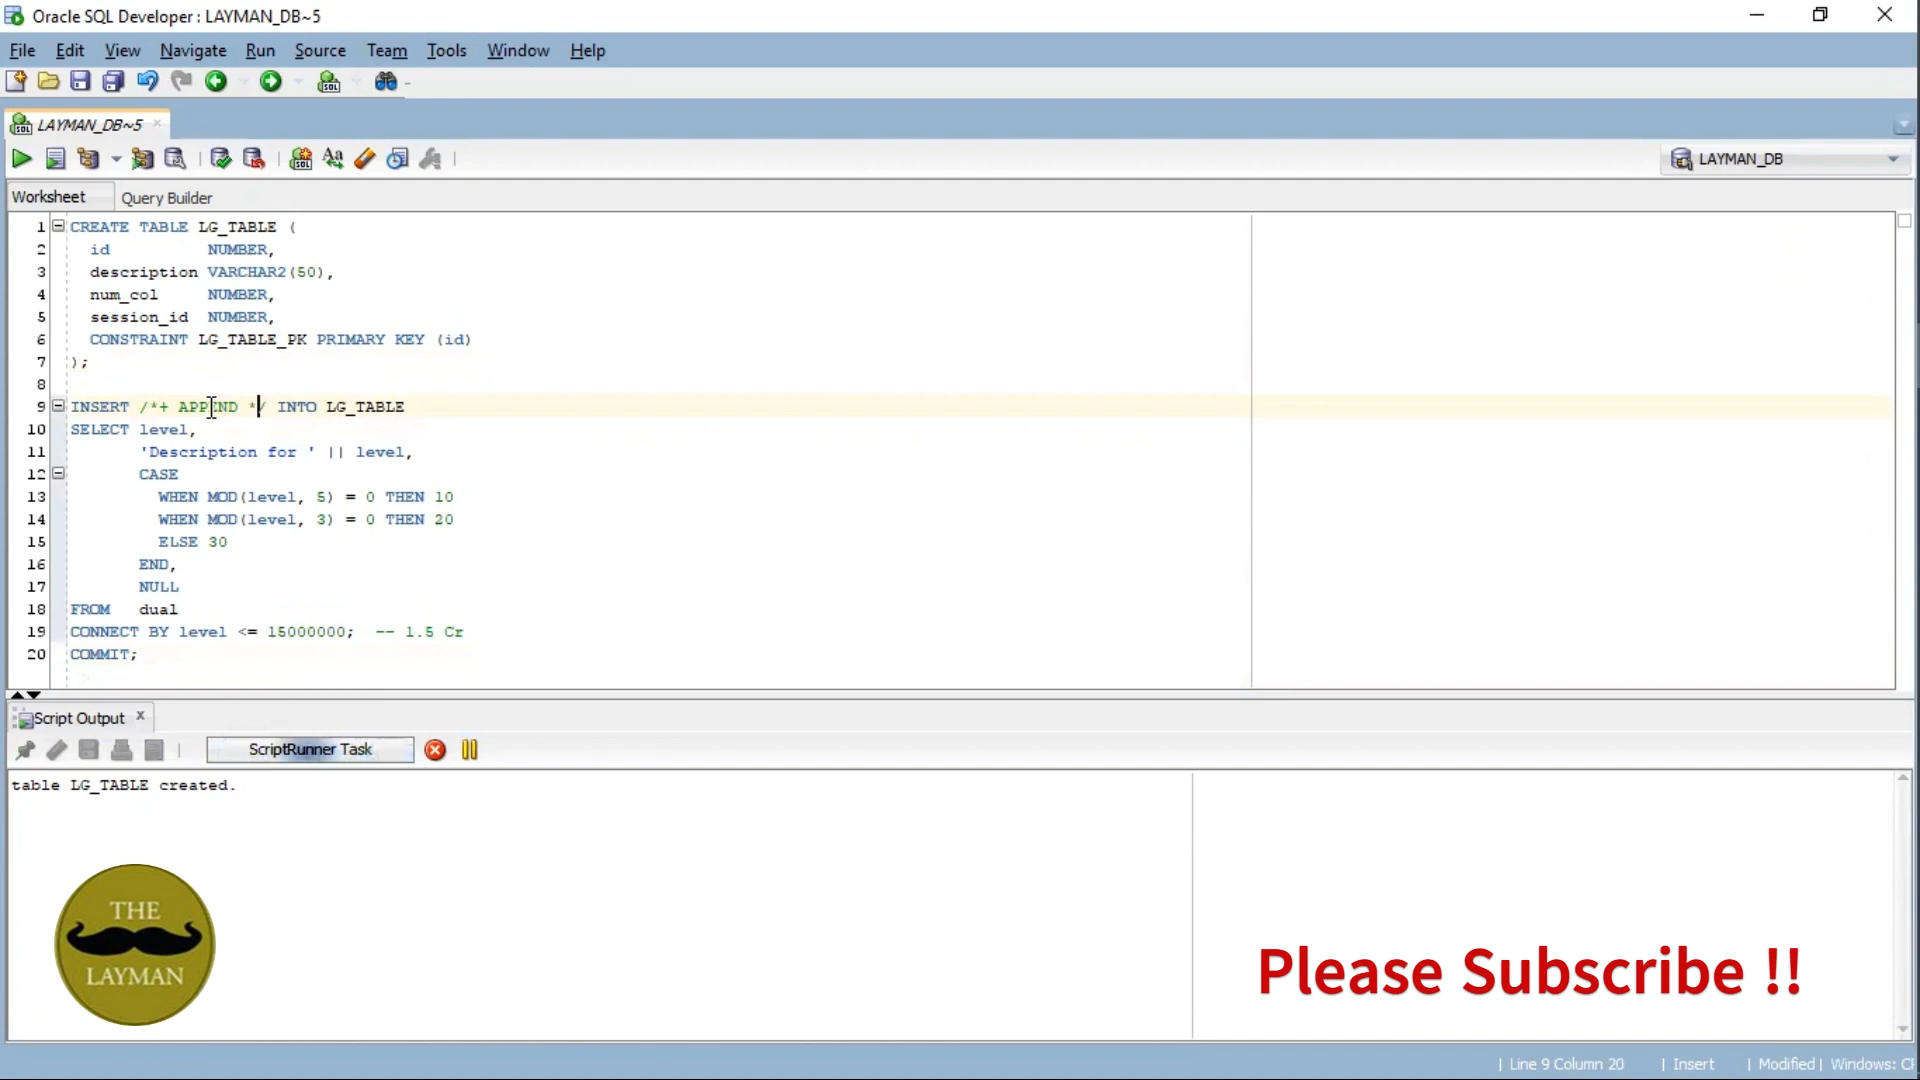 Oracle SQL Developer : LAYMAN_DB~5
File Edit View Navigate Run Source Team Tools Window Help
LAYMAN_DB~5
LAYMAN_DB
Worksheet Query Builder
1 CREATE TABLE LG_TABLE (
2 id NUMBER,
3 description VARCHAR2(50),
4 num_col NUMBER,
5 session_id NUMBER,
6 CONSTRAINT LG_TABLE_PK PRIMARY KEY (id)
7 );
8
9 INSERT /*+ APPEND */ INTO LG_TABLE
10 SELECT level,
11 'Description for ' || level,
12 CASE
13 WHEN MOD(level, 5) = 0 THEN 10
14 WHEN MOD(level, 3) = 0 THEN 20
15 ELSE 30
16 END,
17 NULL
18 FROM dual
19 CONNECT BY level <= 15000000; -- 1.5 Cr
20 COMMIT;
Script Output x
ScriptRunner Task
table LG_TABLE created.
THE
LAYMAN
Please Subscribe !!
| Line 9 Column 20 | Insert | Modified | Windows: